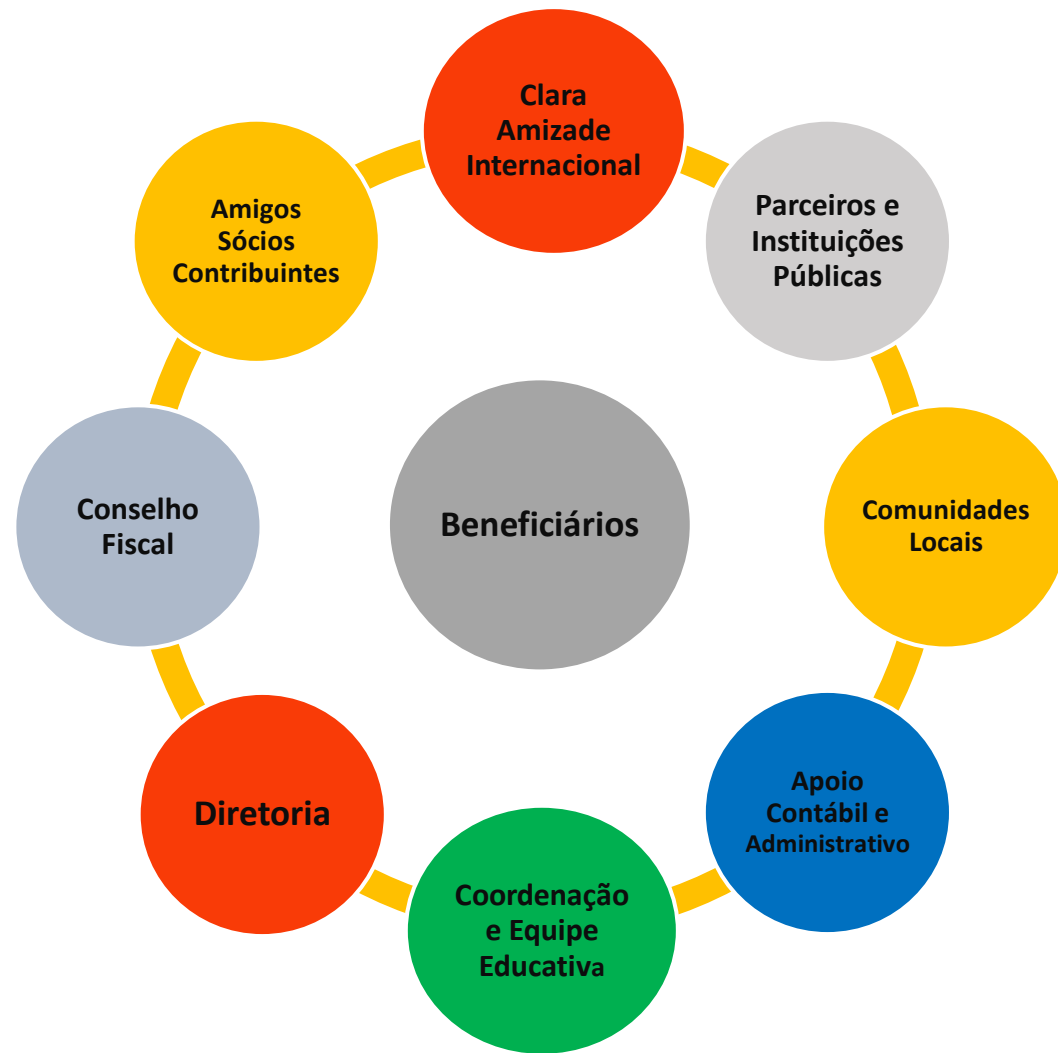 Clara
Amizade
Internacional
Parceiros e
Instituições
Públicas
Comunidades
Locais
Apoio
Contábil e
Administrativo
Coordenação
e Equipe
Educativa
Diretoria
Conselho
Fiscal
Amigos
Sócios
Contribuintes
Beneficiários